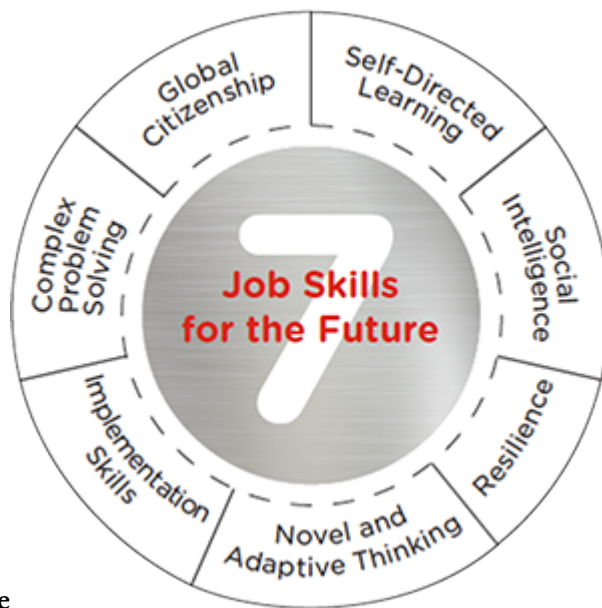 7
Job Skills
for the Future
Self-Directed
Learning
Social
Intelligence
Resilience
Novel and
Adaptive Thinking
Implementation
Skills
Complex
Problem
Solving
Global
Citizenship
e